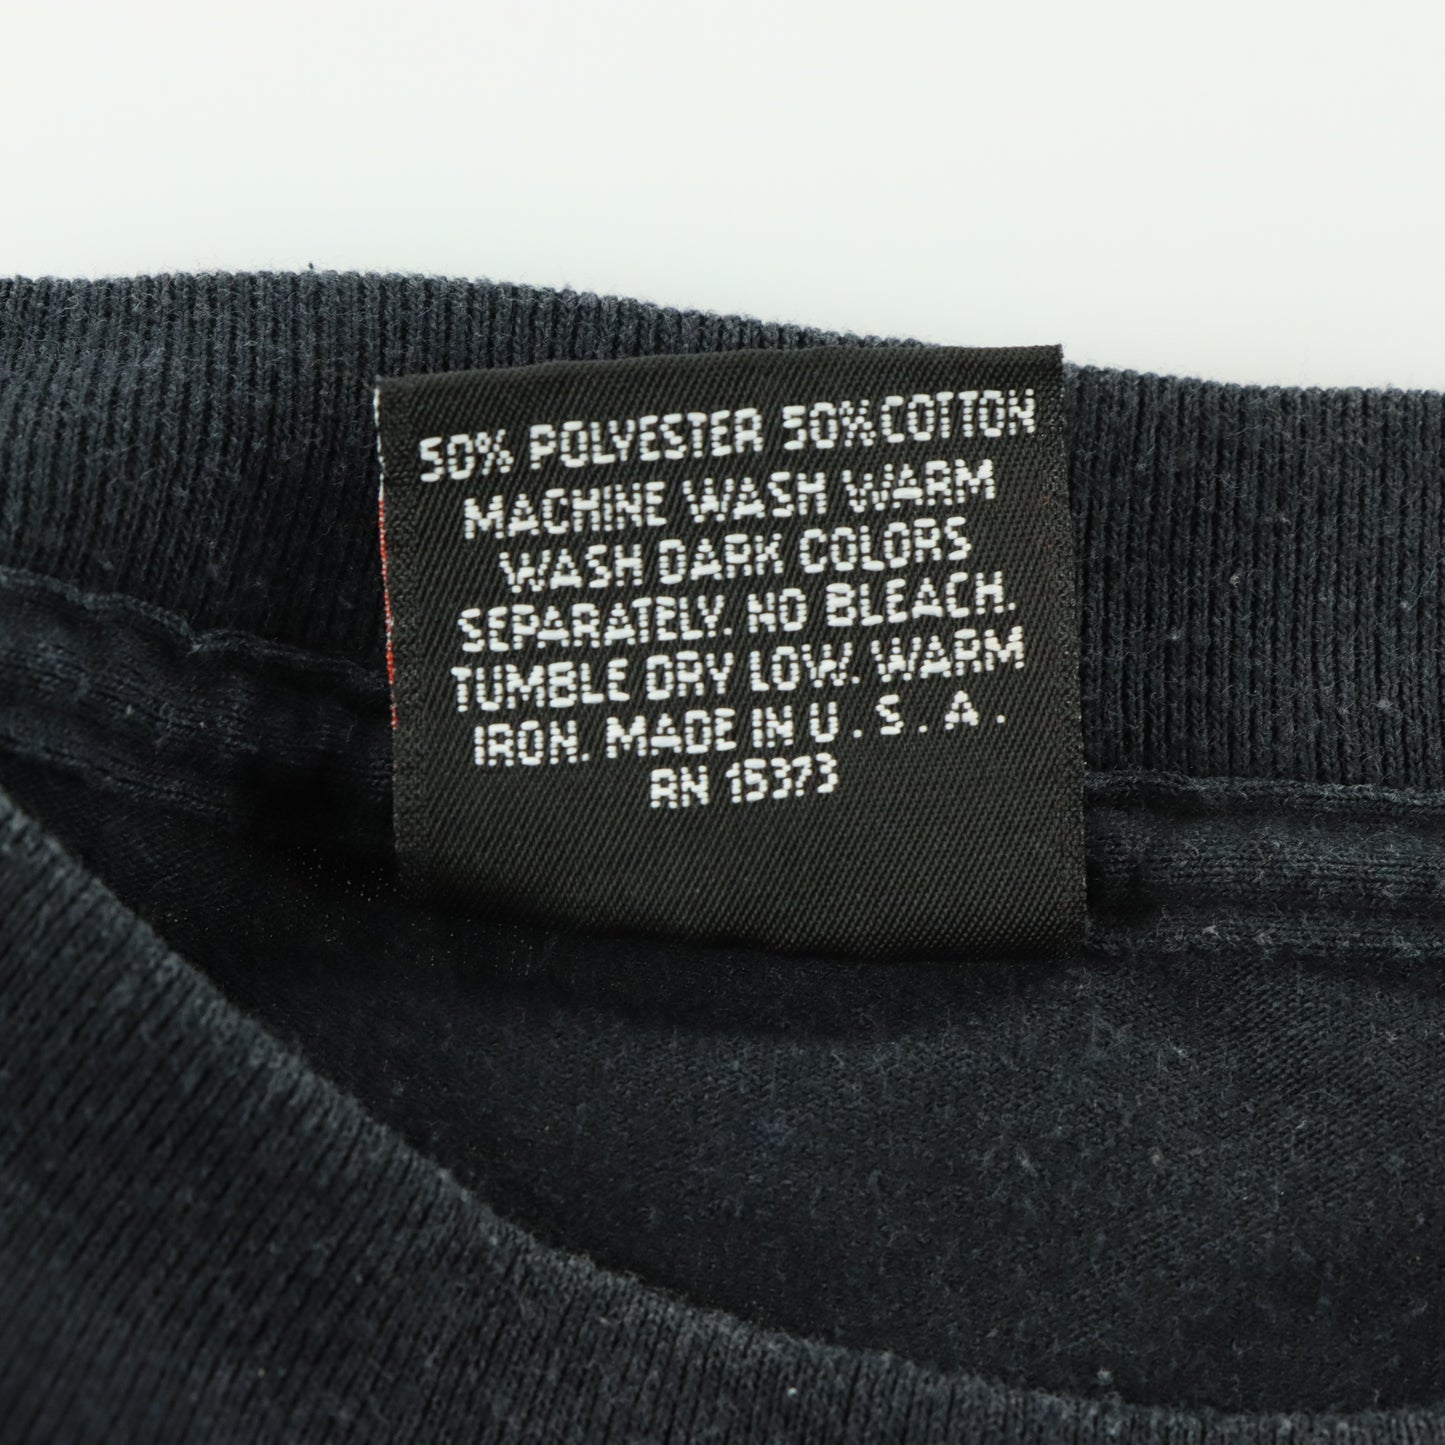 50% POLYESTER 50% COTTON
MACHINE WASH WARM
WASH DARK COLORS
SEPARATELY. NO BLEACH.
TUMBLE DRY LOW. WARM
IRON. MADE IN U.S.A.
RN 15373